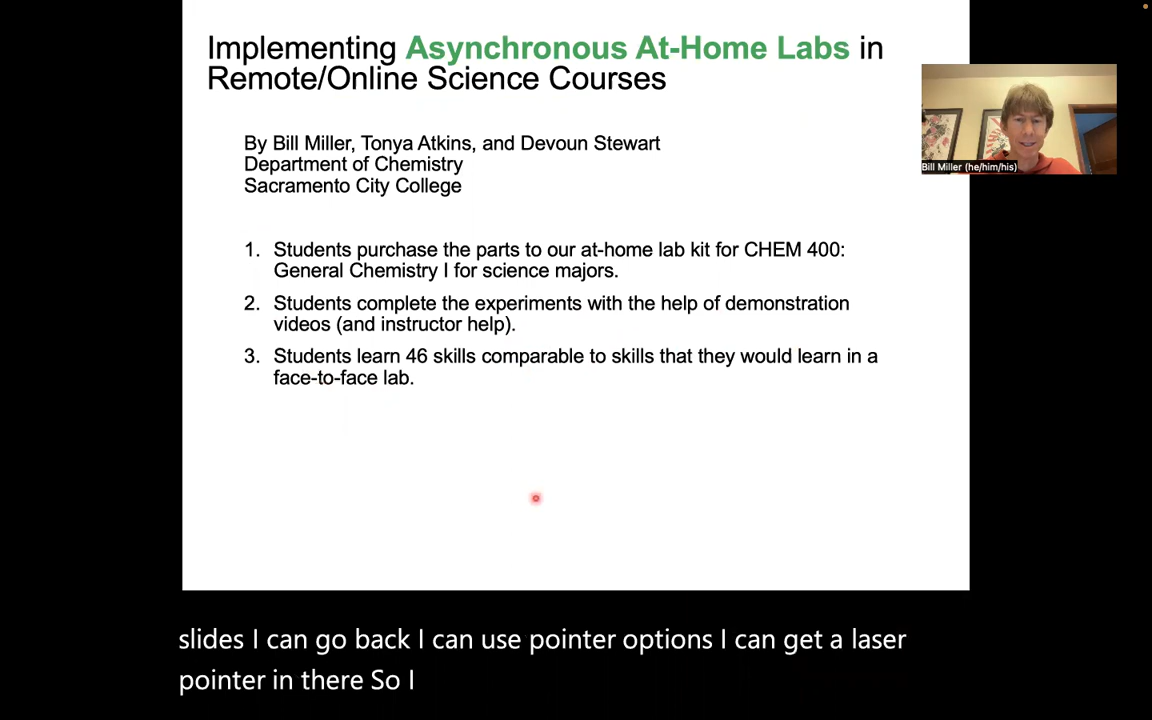 Implementing Asynchronous At-Home Labs in
Remote/Online Science Courses
By Bill Miller, Tonya Atkins, and Devoun Stewart
Department of Chemistry
Sacramento City College
1. Students purchase the parts to our at-home lab kit for CHEM 400:
General Chemistry I for science majors.
2. Students complete the experiments with the help of demonstration
videos (and instructor help).
3. Students learn 46 skills comparable to skills that they would learn in a
face-to-face lab.
Bill Miller (he/him/his)
slides I can go back I can use pointer options I can get a laser
pointer in there So I